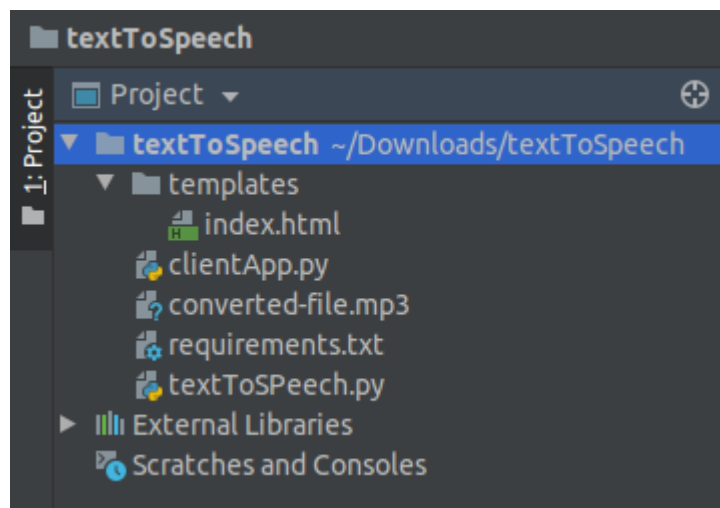 textToSpeech
1: Project
Project
textToSpeech ~/Downloads/textToSpeech
templates
H index.html
clientApp.py
converted-file.mp3
requirements.txt
textToSPeech.py
External Libraries
Scratches and Consoles